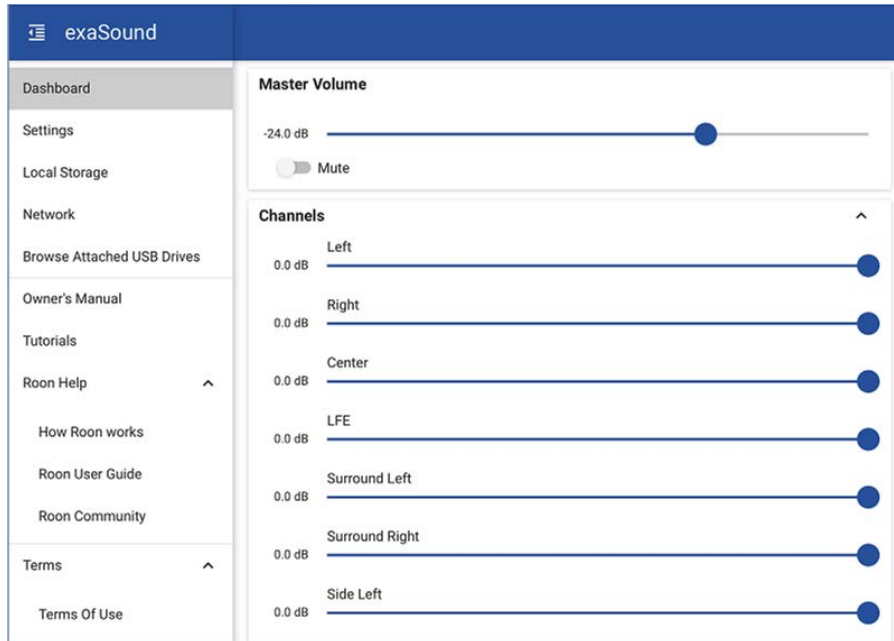 exaSound
Dashboard
Settings
Local Storage
Network
Browse Attached USB Drives
Owner's Manual
Tutorials
Roon Help
How Roon works
Roon User Guide
Roon Community
Terms
Terms Of Use
Master Volume
-24.0 dB
Mute
Channels
Left
0.0 dB
Right
0.0 dB
Center
0.0 dB
LFE
0.0 dB
Surround Left
0.0 dB
Surround Right
0.0 dB
Side Left
0.0 dB